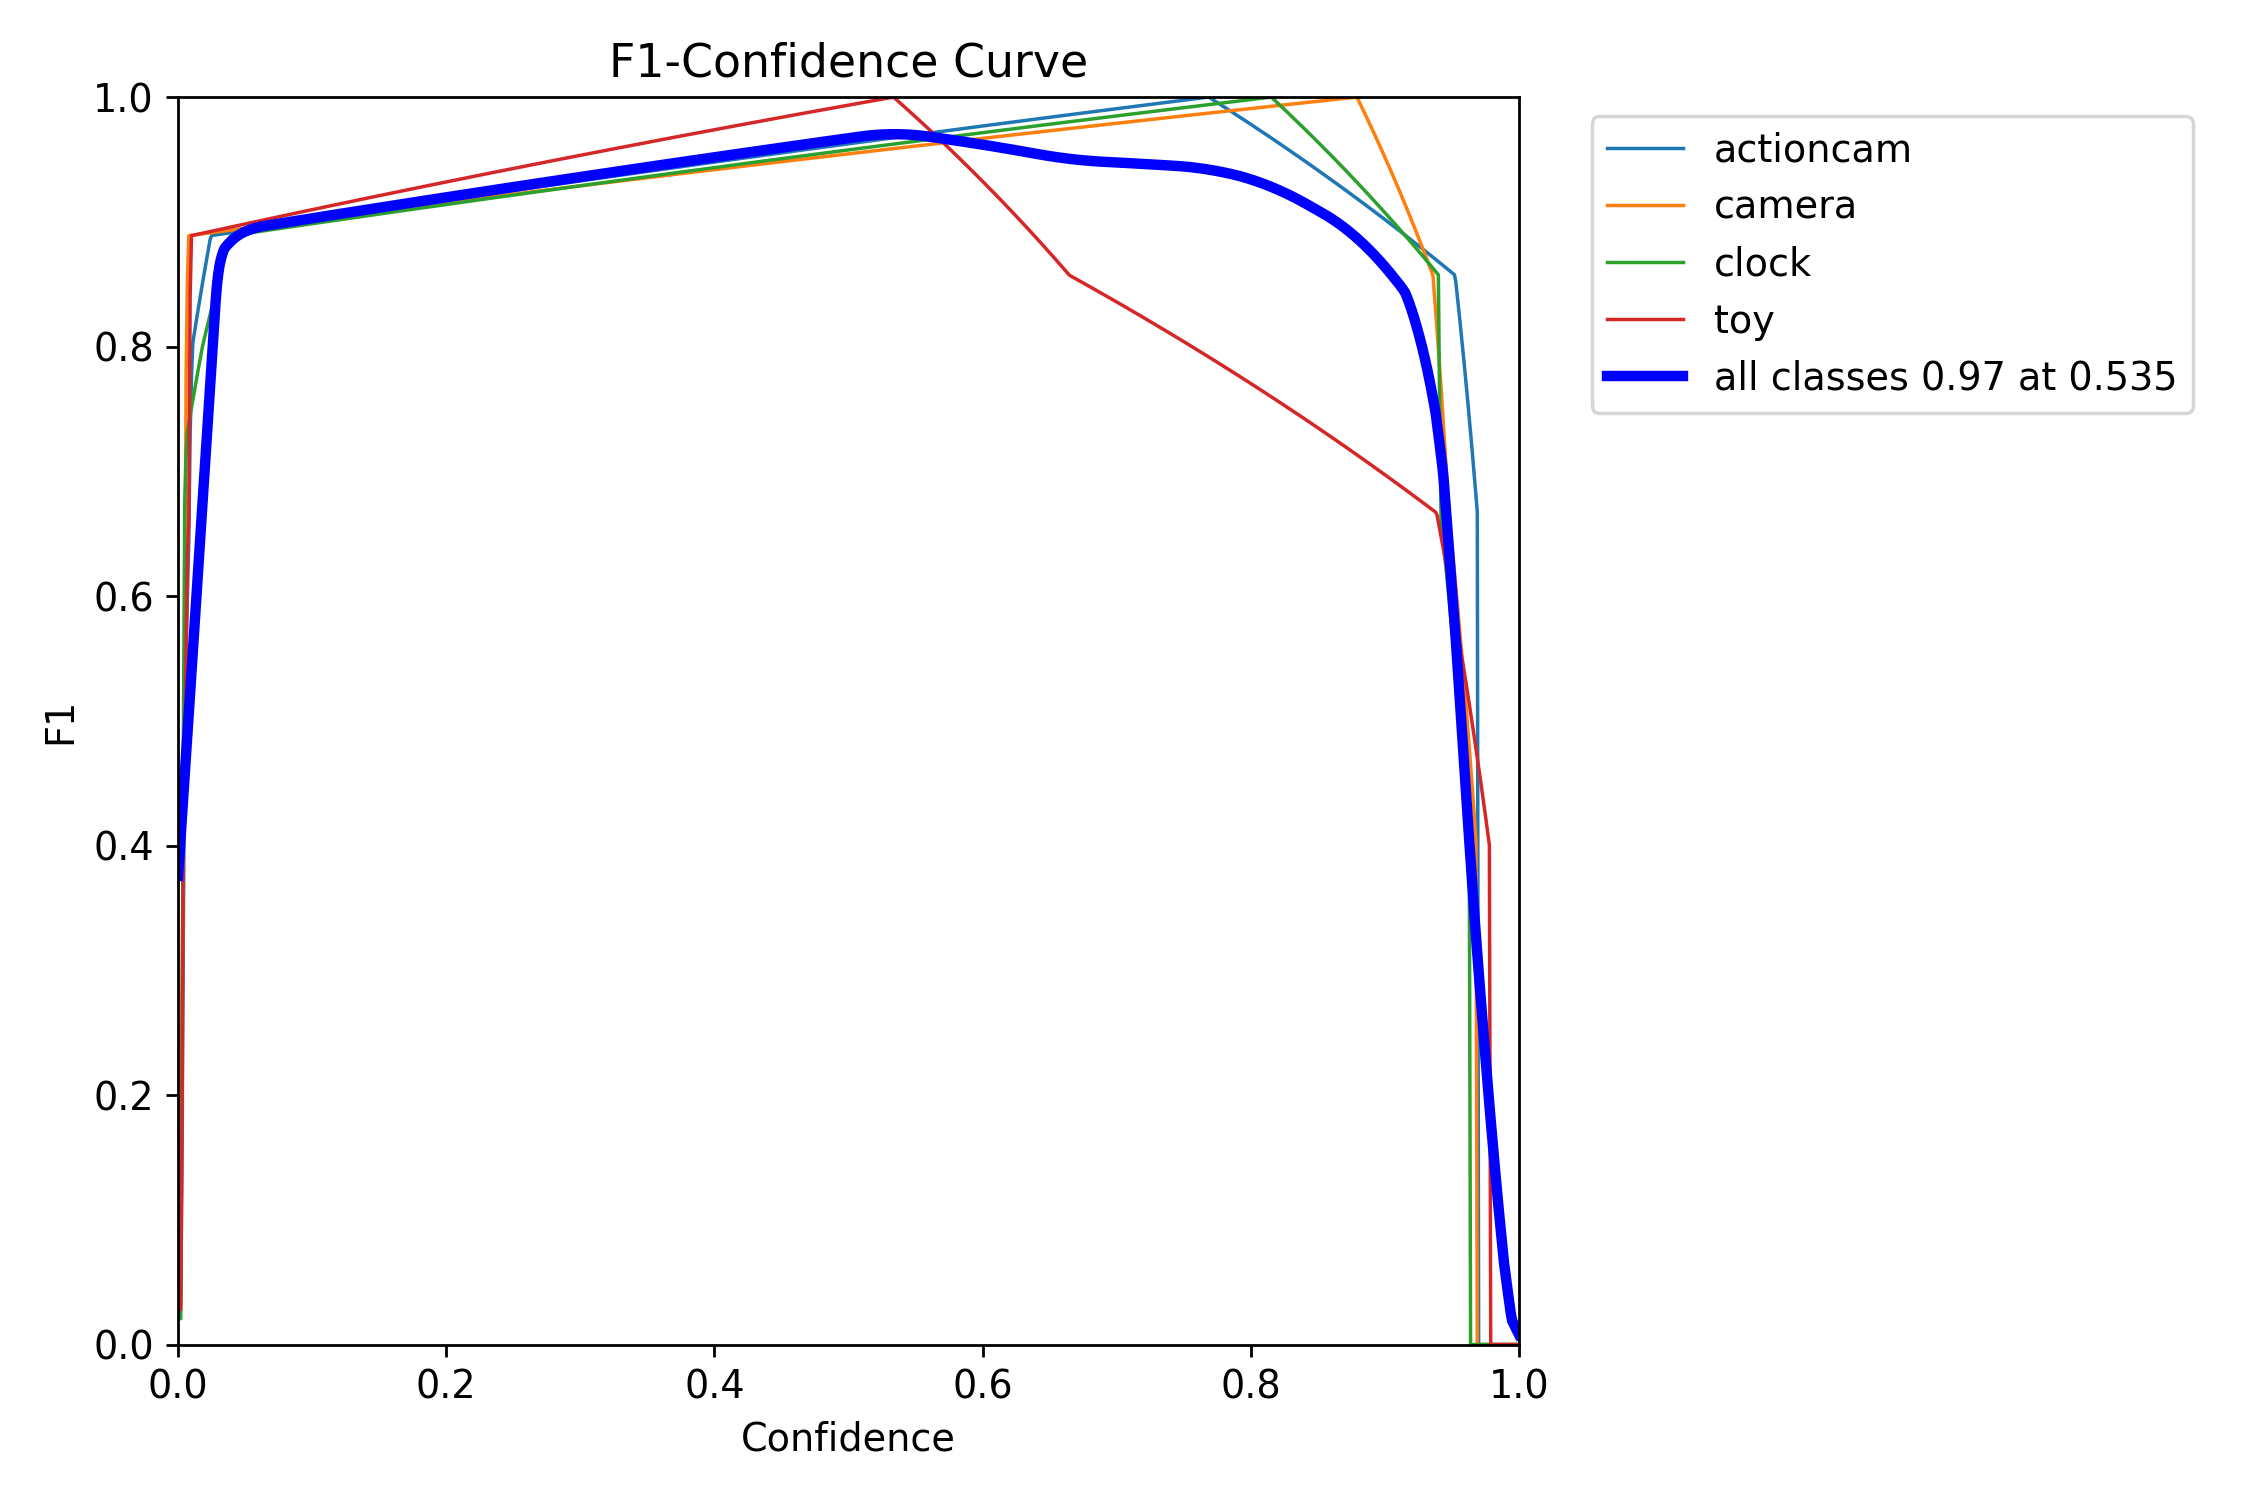 F1-Confidence Curve
1.0
0.8
0.6
0.4
0.2
0.0
F1
0.0 0.2 0.4 0.6 0.8 1.0
Confidence
actioncam
camera
clock
toy
all classes 0.97 at 0.535